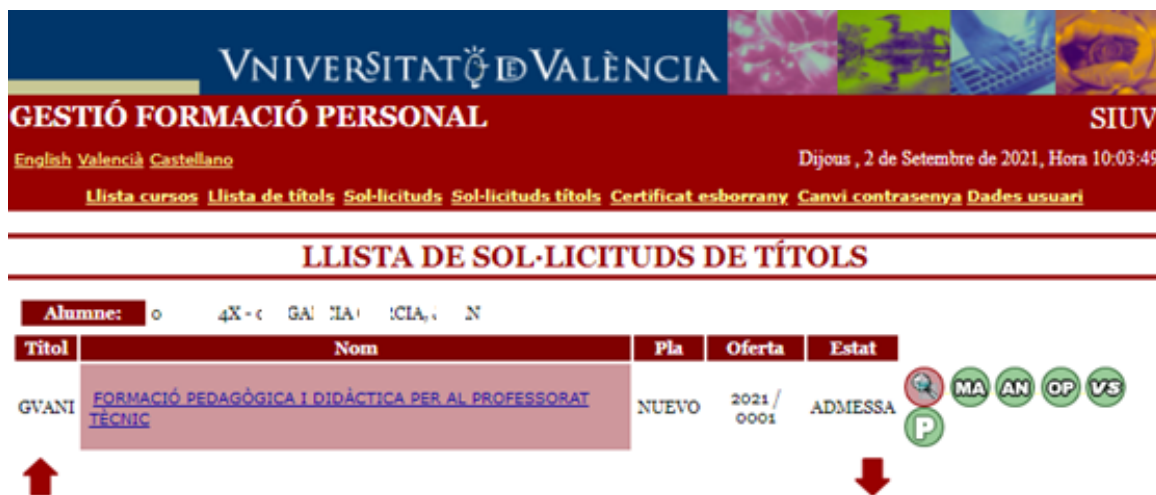 VNIVERSITAT DE VALÈNCIA
GESTIÓ FORMACIÓ PERSONAL
SIUV
English Valencià Castellano
Dijous , 2 de Setembre de 2021, Hora 10:03:49
Llista cursos Llista de títols Sol·licituds Sol·licituds títols Certificat esborrany Canvi contrasenya Dades usuari
LLISTA DE SOL·LICITUDS DE TÍTOLS
Alumne: 4X -
Títol Nom Pla Oferta Estat
GVANI FORMACIÓ PEDAGÒGICA I DIDÀCTICA PER AL PROFESSORAT TÈCNIC NUEVO 2021 / 0001 ADMESSA MA AN OP VS
P